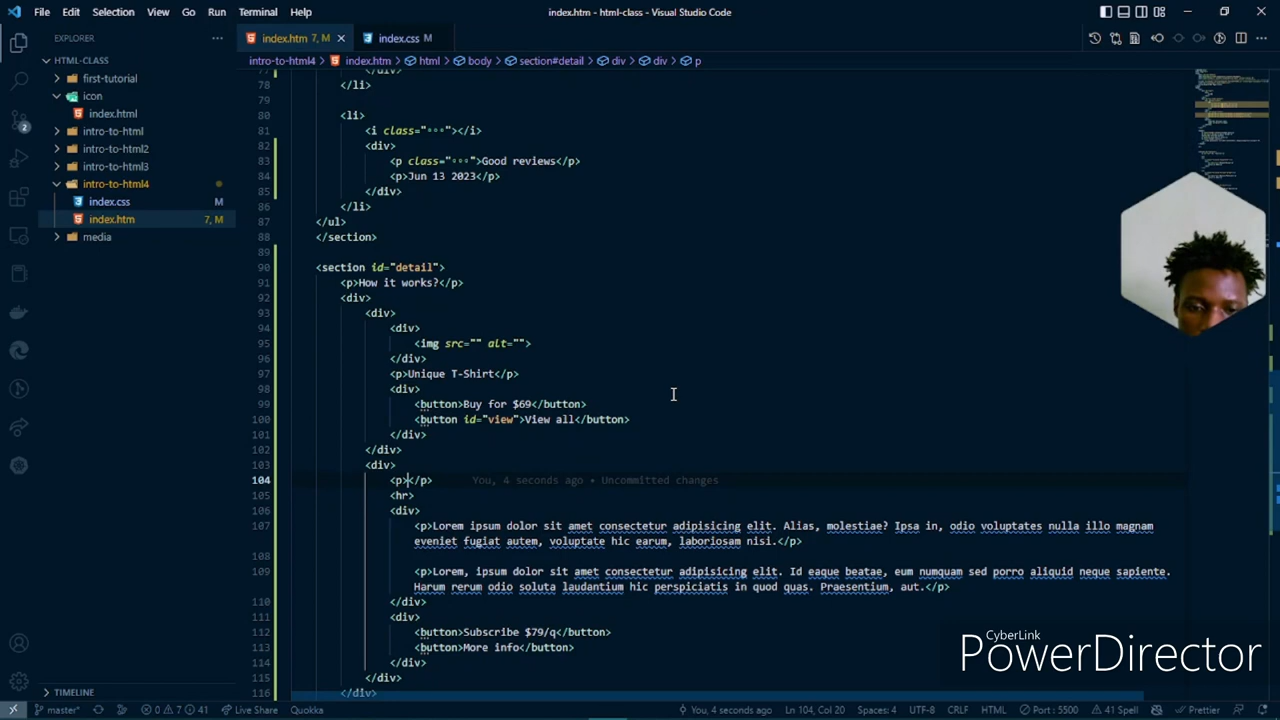 File Edit Selection View Go Run Terminal Help
index.htm - html-class - Visual Studio Code
EXPLORER
index.htm 7, M
index.css M
HTML-CLASS
first-tutorial
icon
index.html
intro-to-html
intro-to-html2
intro-to-html3
intro-to-html4
index.css M
index.htm 7, M
media
TIMELINE
2
intro-to-html4 > index.htm > html > body > section#detail > div > div > p
78 </li>
79
80 <li>
81 <i class="•••"></i>
82 <div>
83 <p class="•••">Good reviews</p>
84 <p>Jun 13 2023</p>
85 </div>
86 </li>
87 </ul>
88 </section>
89
90 <section id="detail">
91 <p>How it works?</p>
92 <div>
93 <div>
94 <div>
95 <img src="" alt="">
96 </div>
97 <p>Unique T-Shirt</p>
98 <div>
99 <button>Buy for $69</button>
100 <button id="view">View all</button>
101 </div>
102 </div>
103 <div>
104 <p></p> You, 4 seconds ago • Uncommitted changes
105 <hr>
106 <div>
107 <p>Lorem ipsum dolor sit amet consectetur adipisicing elit. Alias, molestiae? Ipsa in, odio voluptates nulla illo magnam
eveniet fugiat autem, voluptate hic earum, laboriosam nisi.</p>
108
109 <p>Lorem, ipsum dolor sit amet consectetur adipisicing elit. Id eaque beatae, eum numquam sed porro aliquid neque sapiente.
Harum rerum odio soluta laudantium hic perspiciatis in quod quas. Praesentium, aut.</p>
110 </div>
111 <div>
112 <button>Subscribe $79/q</button>
113 <button>More info</button>
114 </div>
115 </div>
116 </div>
CyberLink
PowerDirector
master* 0 7 41 Live Share Quokka You, 4 seconds ago Ln 104, Col 20 Spaces: 4 UTF-8 CRLF HTML Port : 5500 41 Spell Prettier